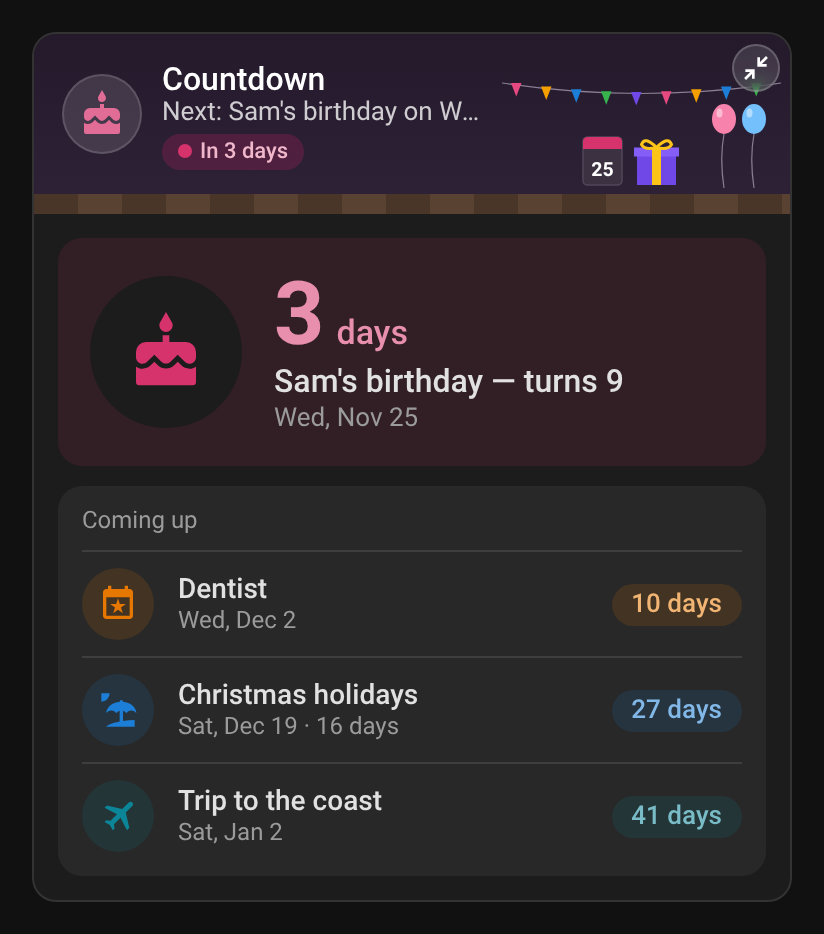 Countdown
Next: Sam's birthday on W...
In 3 days
25
3 days
Sam's birthday — turns 9
Wed, Nov 25
Coming up
Dentist
Wed, Dec 2
10 days
Christmas holidays
Sat, Dec 19 · 16 days
27 days
Trip to the coast
Sat, Jan 2
41 days